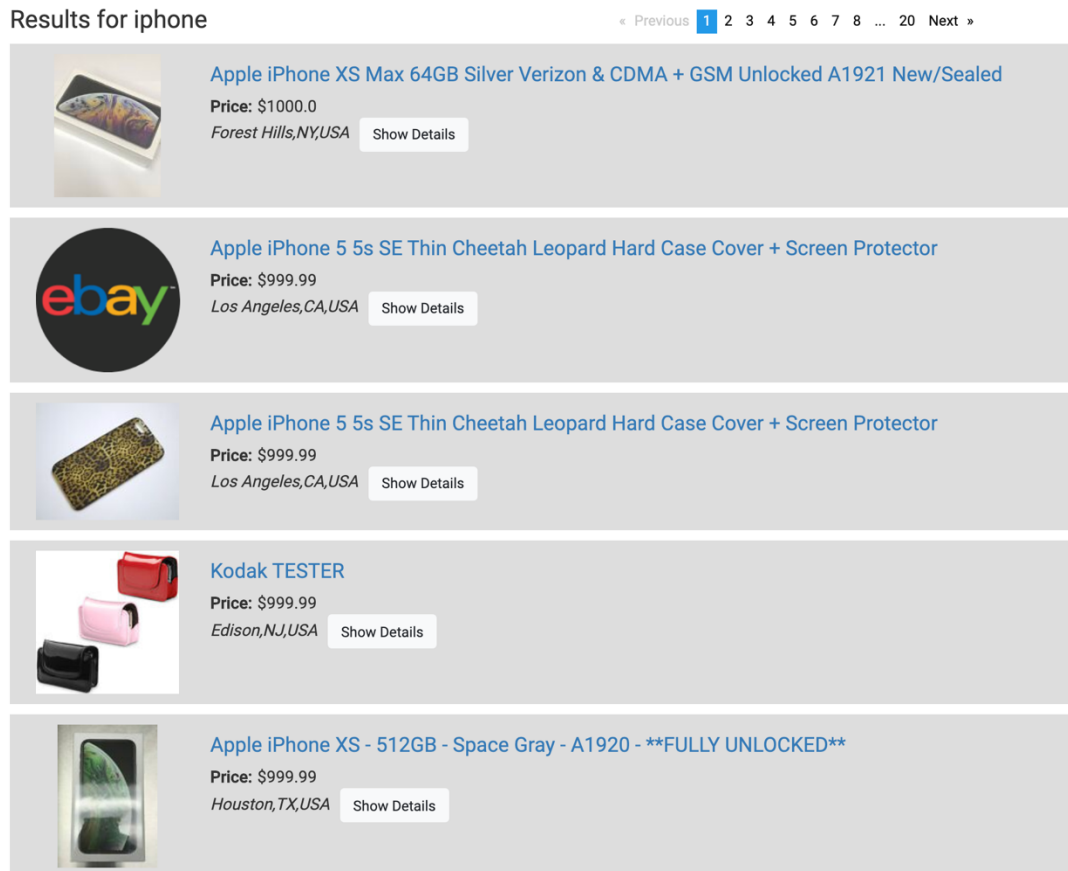 Results for iphone
« Previous 1 2 3 4 5 6 7 8 ... 20 Next »
Apple iPhone XS Max 64GB Silver Verizon & CDMA + GSM Unlocked A1921 New/Sealed
Price: $1000.0
Forest Hills,NY,USA Show Details
ebay™
Apple iPhone 5 5s SE Thin Cheetah Leopard Hard Case Cover + Screen Protector
Price: $999.99
Los Angeles,CA,USA Show Details
Apple iPhone 5 5s SE Thin Cheetah Leopard Hard Case Cover + Screen Protector
Price: $999.99
Los Angeles,CA,USA Show Details
Kodak TESTER
Price: $999.99
Edison,NJ,USA Show Details
Apple iPhone XS - 512GB - Space Gray - A1920 - **FULLY UNLOCKED**
Price: $999.99
Houston,TX,USA Show Details